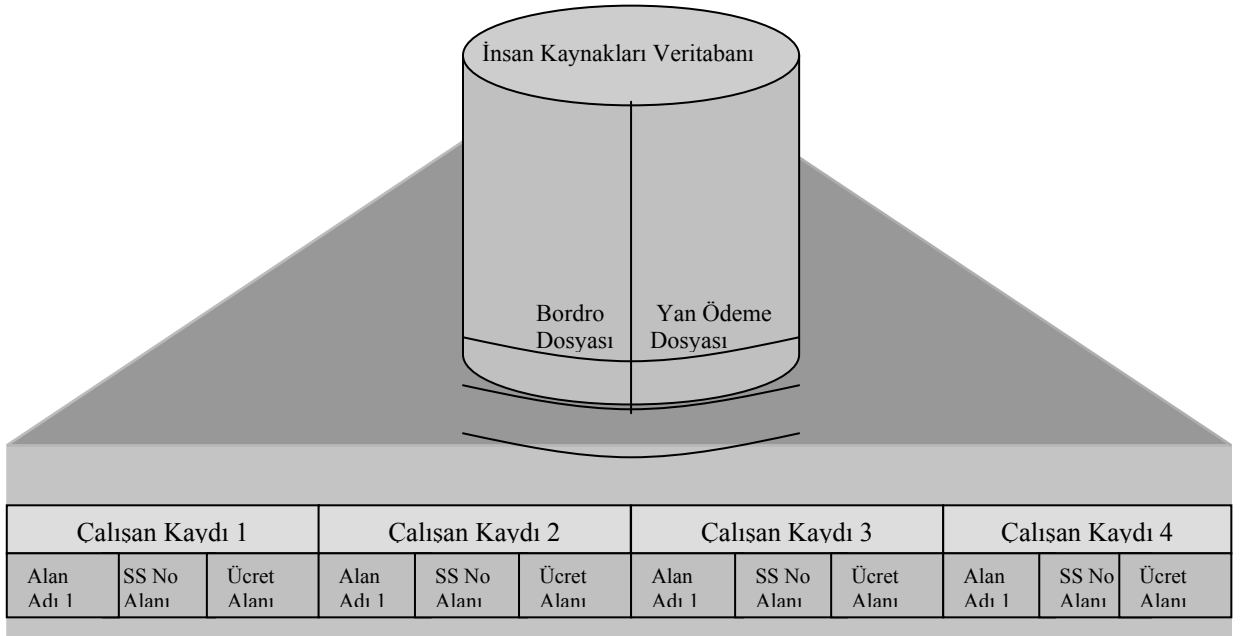 İnsan Kaynakları Veritabanı
Bordro Dosyası
Yan Ödeme Dosyası
Çalışan Kaydı 1
Çalışan Kaydı 2
Çalışan Kaydı 3
Çalışan Kaydı 4
Alan Adı 1
SS No Alanı
Ücret Alanı
Alan Adı 1
SS No Alanı
Ücret Alanı
Alan Adı 1
SS No Alanı
Ücret Alanı
Alan Adı 1
SS No Alanı
Ücret Alanı